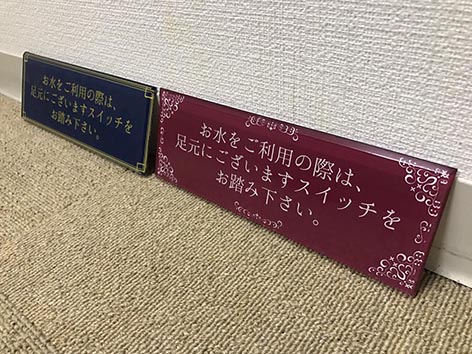 お水をご利用の際は、
足元にございますスイッチを
お踏み下さい。
お水をご利用の際は、
足元にございますスイッチを
お踏み下さい。